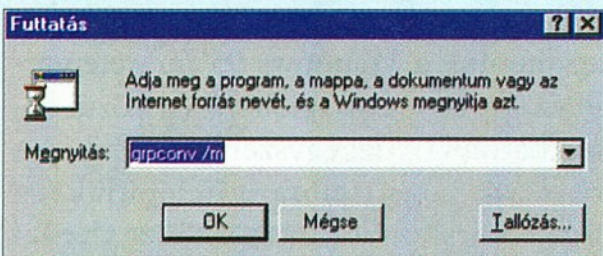 Futtatás
Adja meg a program, a mappa, a dokumentum vagy az
Internet forrás nevét, és a Windows megnyitja azt.
Megnyitás: grpconv /m
OK Mégse Tallózás...